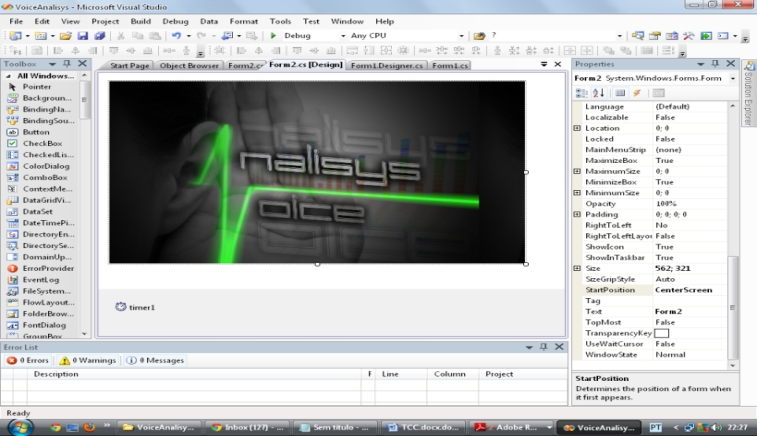 VoiceAnalisys - Microsoft Visual Studio
File Edit View Project Build Debug Data Format Tools Test Window Help
Debug Any CPU
Toolbox
All Windows...
Pointer
Backgroun...
BindingNa...
BindingSou...
Button
CheckBox
CheckedLis...
ColorDialog
ComboBox
ContextMe...
DataGridVi...
DataSet
DateTimePi...
DirectoryEn...
DirectorySe...
DomainUp...
ErrorProvider
EventLog
FileSystem...
FlowLayout...
FolderBrow...
FontDialog
GroupBox
Start Page Object Browser Form2.cs Form2.cs [Design] Form1.Designer.cs Form1.cs
nalisys
oice
timer1
Properties
Form2 System.Windows.Forms.Form
Language (Default)
Localizable False
Location 0; 0
Locked False
MainMenuStrip (none)
MaximizeBox True
MaximumSize 0; 0
MinimizeBox True
MinimumSize 0; 0
Opacity 100%
Padding 0; 0; 0; 0
RightToLeft No
RightToLeftLayou False
ShowIcon True
ShowInTaskbar True
Size 562; 321
SizeGripStyle Auto
StartPosition CenterScreen
Tag
Text Form2
TopMost False
TransparencyKey
UseWaitCursor False
WindowState Normal
StartPosition
Determines the position of a form when it first appears.
Solution Explorer
Error List
0 Errors 0 Warnings 0 Messages
Description F Line Column Project
Ready
VoiceAnalisy... Inbox (127) - ... Sem titulo - ... TCC.docx.do... 2 Adobe R... VoiceAnalisy... PT 22:27